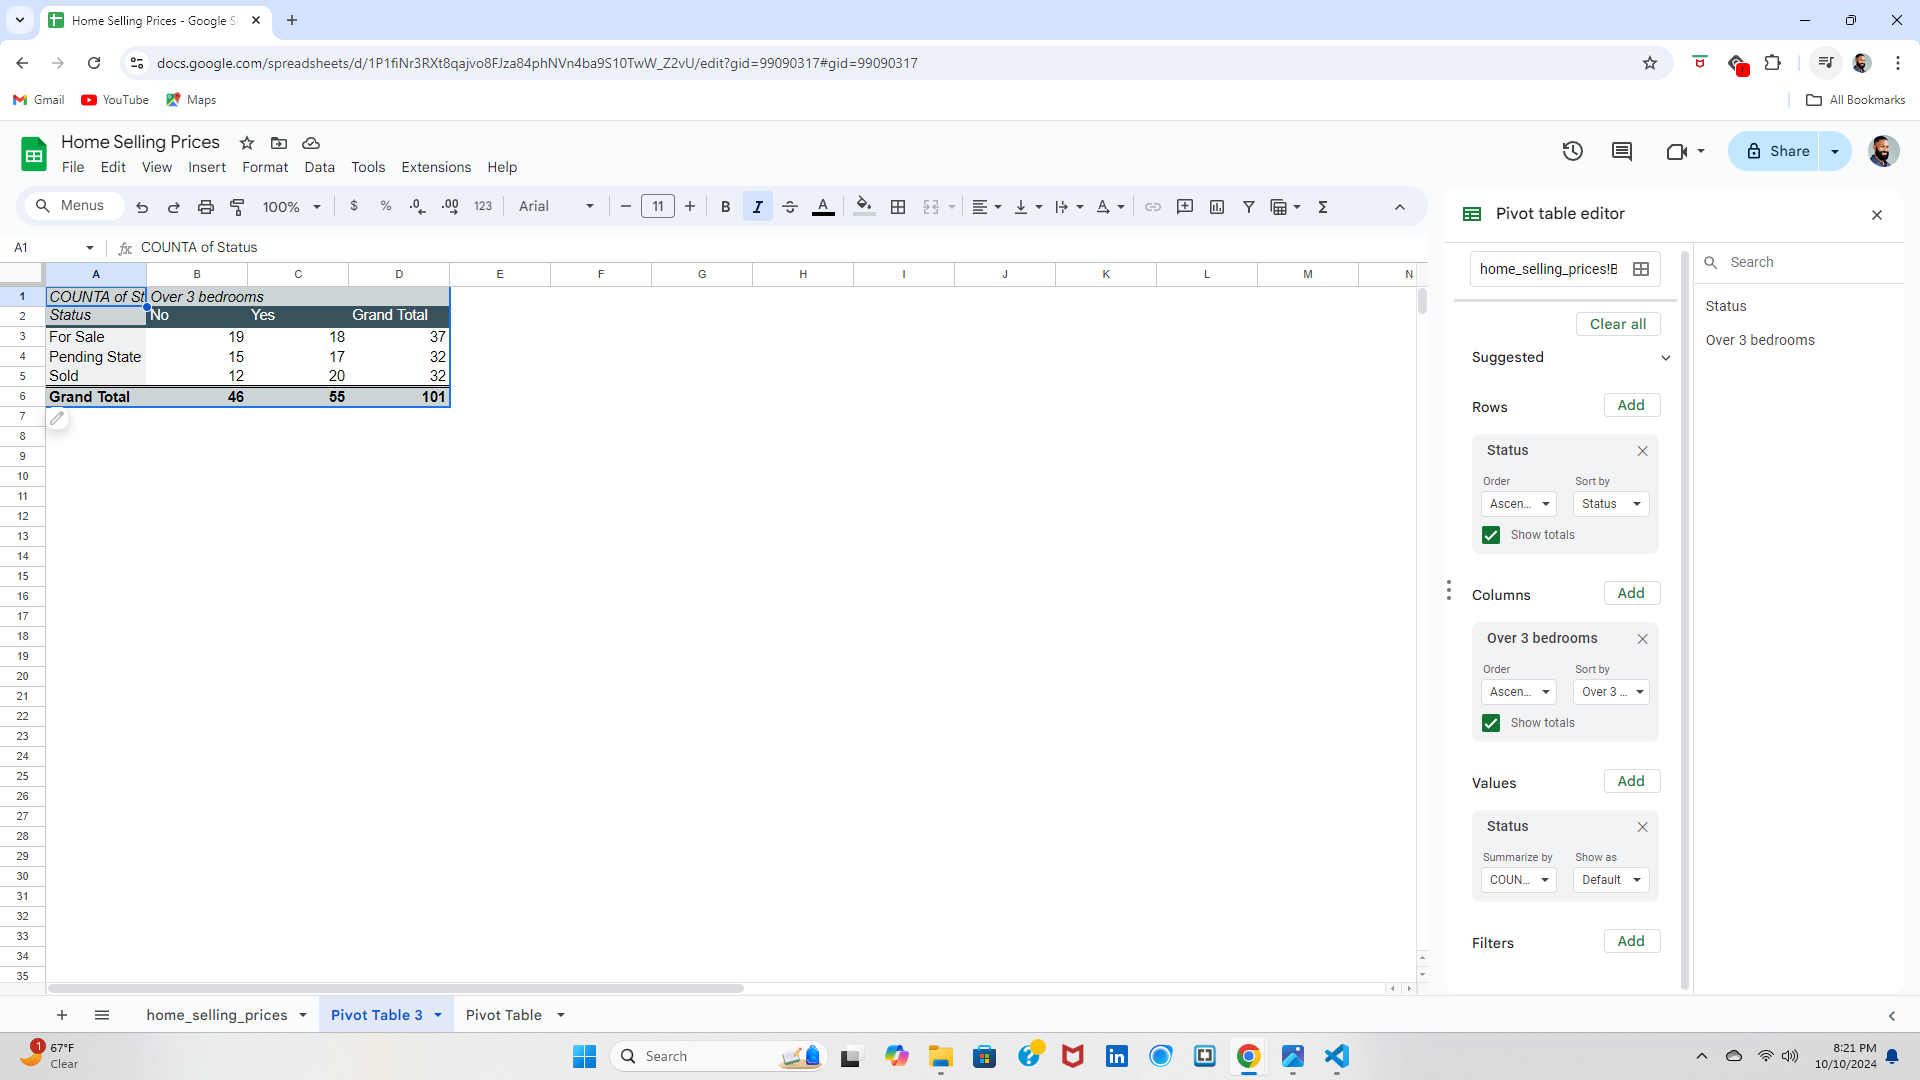 Home Selling Prices - Google S
docs.google.com/spreadsheets/d/1P1fiNr3RXt8qajvo8FJza84phNVn4ba9S10TwW_Z2vU/edit?gid=99090317#gid=99090317
Gmail YouTube Maps All Bookmarks
Home Selling Prices
File Edit View Insert Format Data Tools Extensions Help
Share
Menus 100% $ % .0 .00 123 Arial 11 B I A
A1 fx COUNTA of Status
A B C D E F G H I J K L M N
1 COUNTA of St Over 3 bedrooms
2 Status No Yes Grand Total
3 For Sale 19 18 37
4 Pending State 15 17 32
5 Sold 12 20 32
6 Grand Total 46 55 101
7
8
9
10
11
12
13
14
15
16
17
18
19
20
21
22
23
24
25
26
27
28
29
30
31
32
33
34
35
Pivot table editor
home_selling_prices!B
Clear all
Suggested
Rows Add
Status
Order Sort by
Ascen... Status
Show totals
Columns Add
Over 3 bedrooms
Order Sort by
Ascen... Over 3 ...
Show totals
Values Add
Status
Summarize by Show as
COUN... Default
Filters Add
Search
Status
Over 3 bedrooms
home_selling_prices Pivot Table 3 Pivot Table
1 67°F
Clear
Search
8:21 PM
10/10/2024